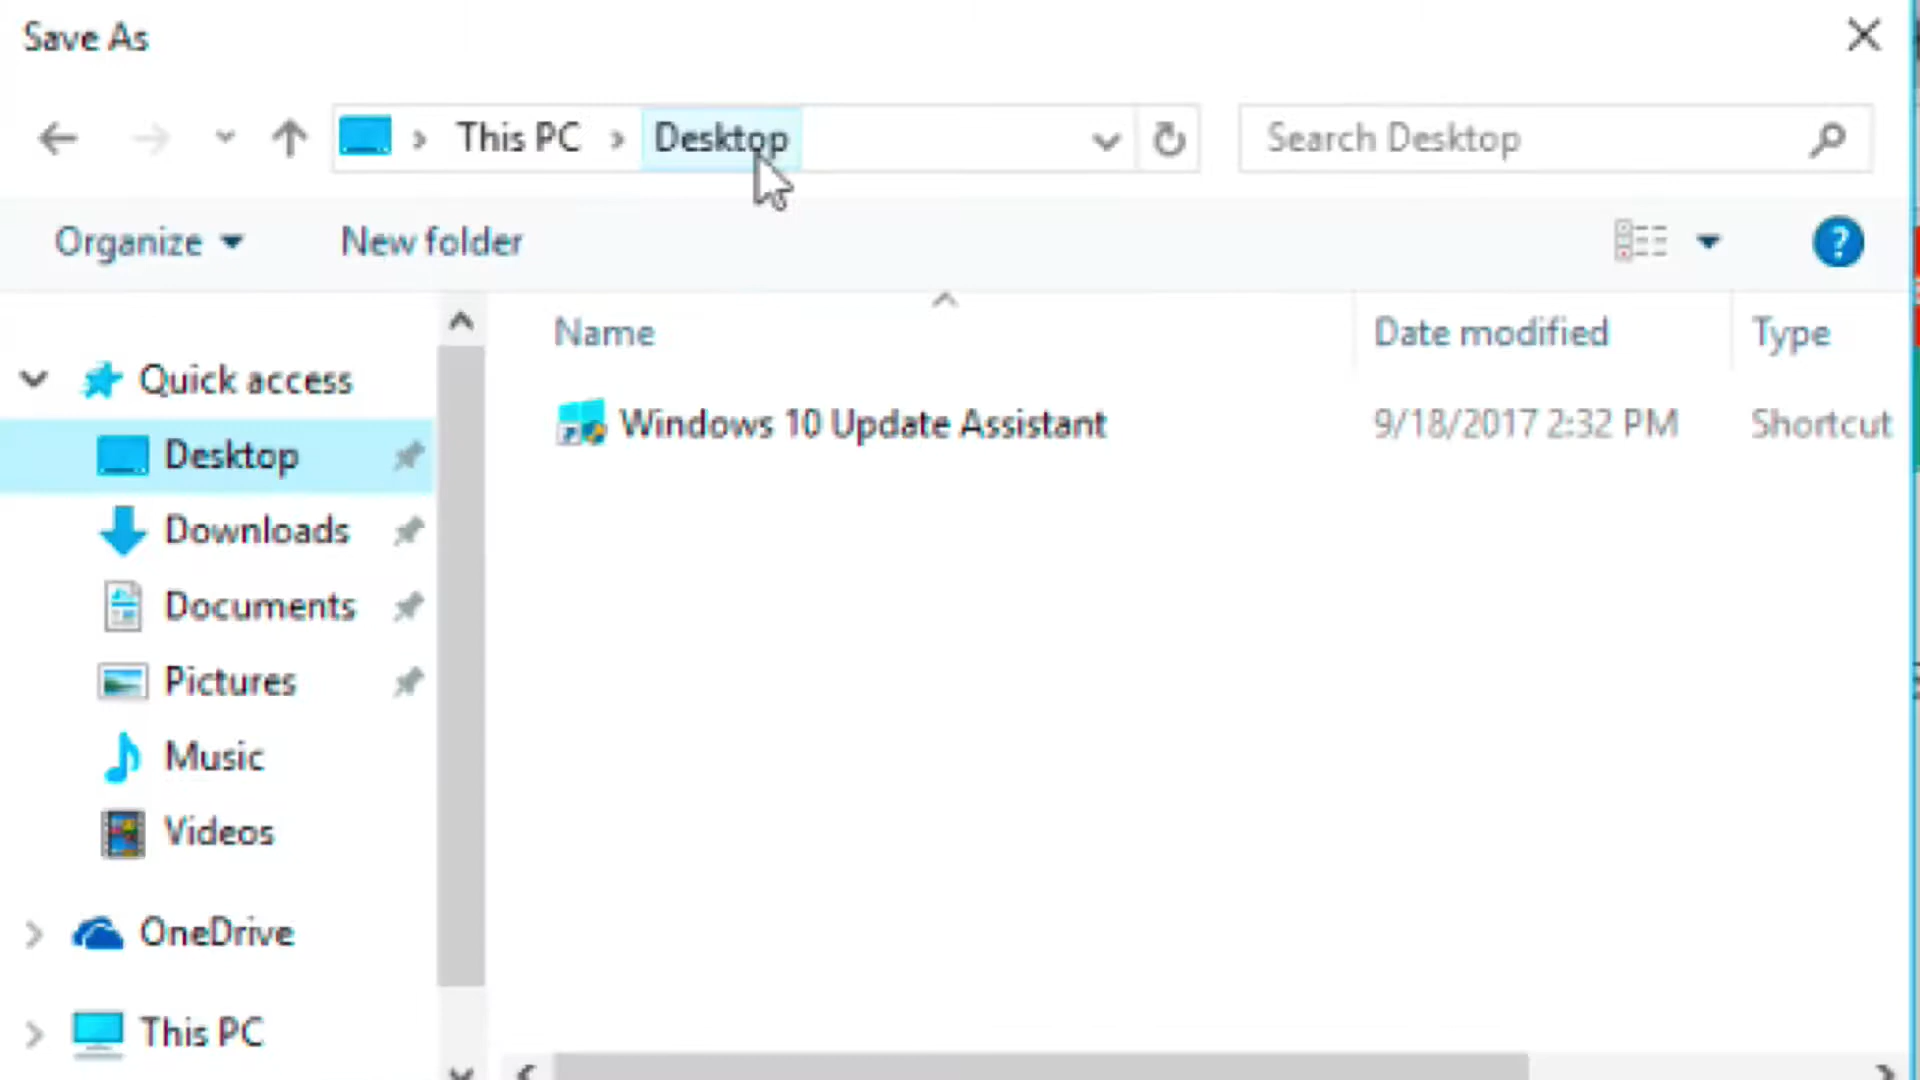 Save As
This PC > Desktop
Search Desktop
Organize
New folder
?
Name
Date modified
Type
Quick access
Windows 10 Update Assistant
9/18/2017 2:32 PM
Shortcut
Desktop
Downloads
Documents
Pictures
Music
Videos
OneDrive
This PC